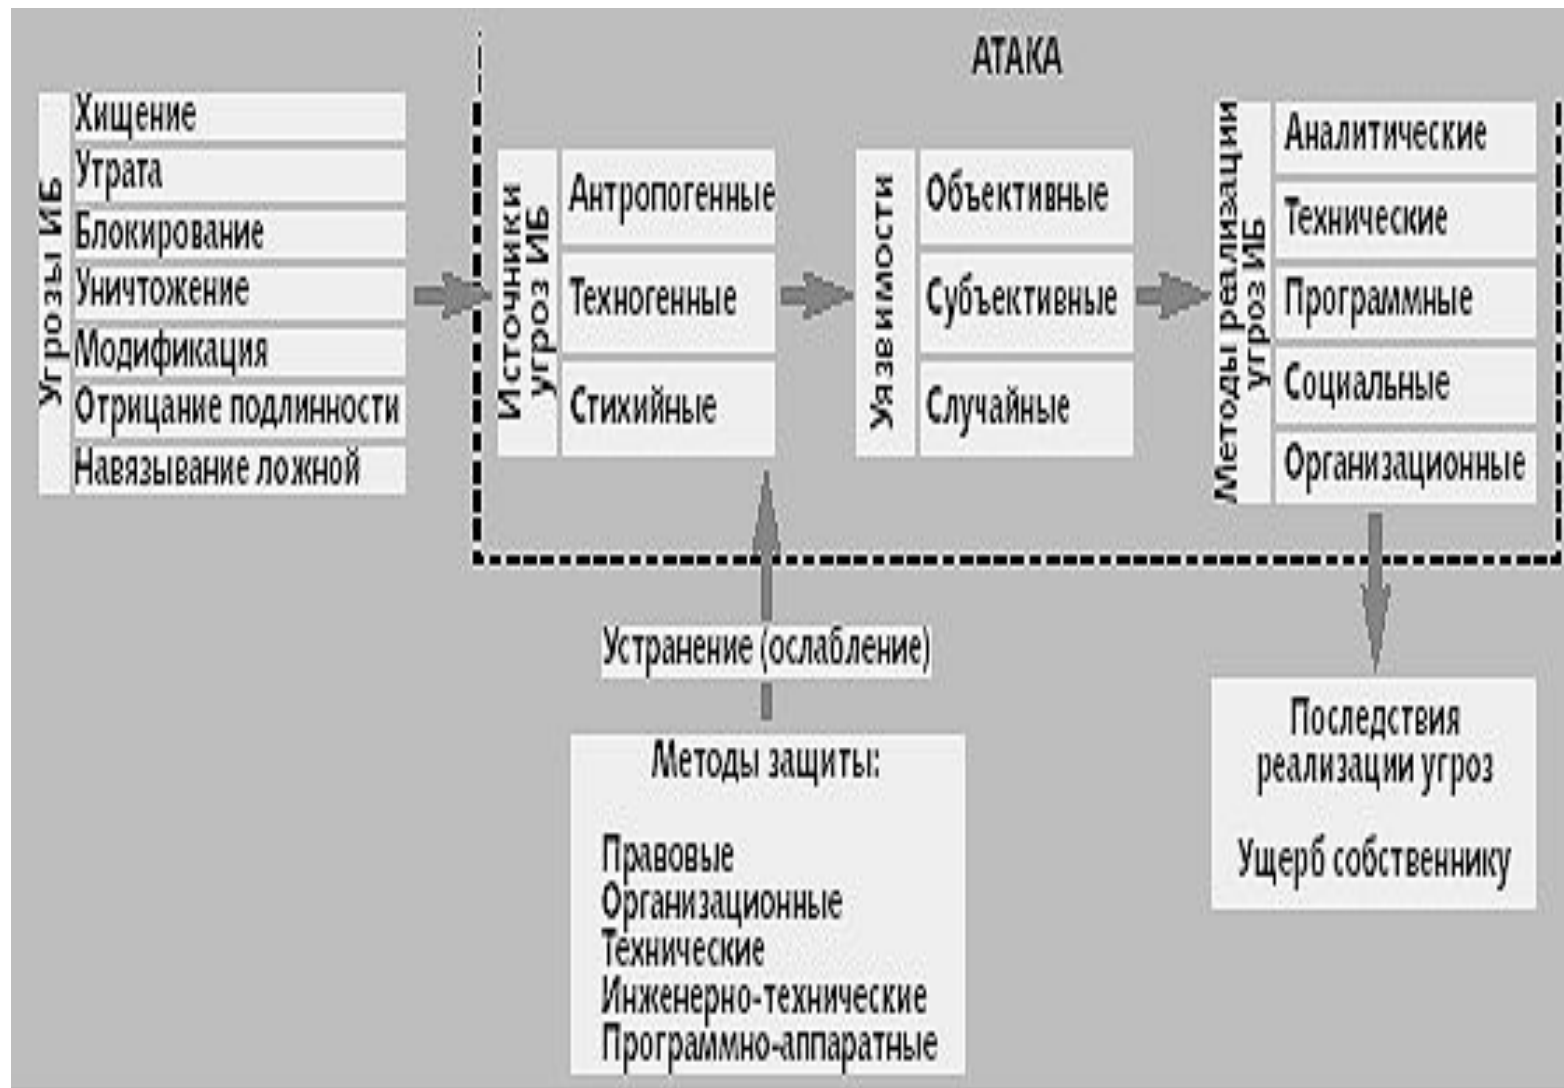 АТАКА
Угрозы ИБ
Хищение
Утрата
Блокирование
Уничтожение
Модификация
Отрицание подлинности
Навязывание ложной
Источники
угроз ИБ
Антропогенные
Техногенные
Стихийные
Уязвимости
Объективные
Субъективные
Случайные
Методы реализации
угроз ИБ
Аналитические
Технические
Программные
Социальные
Организационные
Устранение (ослабление)
Методы защиты:
Правовые
Организационные
Технические
Инженерно-технические
Программно-аппаратные
Последствия
реализации угроз
Ущерб собственнику